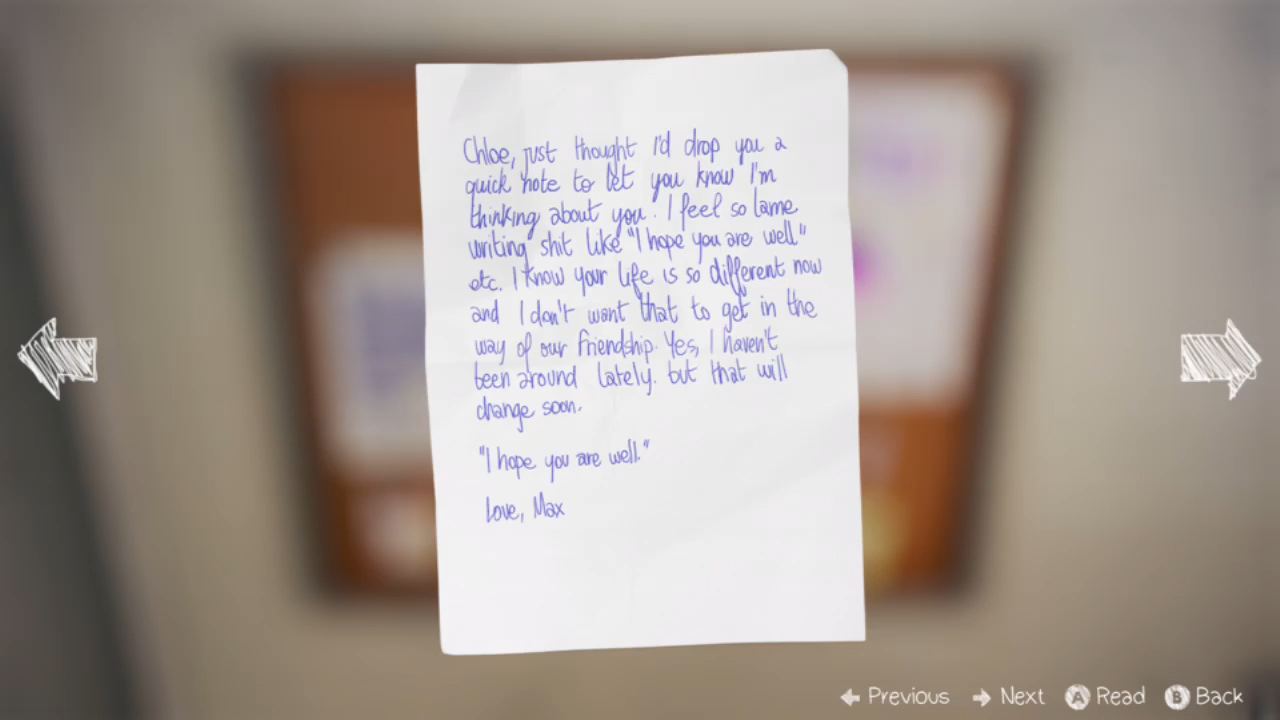 Chloe, just thought I'd drop you a
quick note to let you know I'm
thinking about you. I feel so lame
writing shit like "I hope you are well"
etc. I know your life is so different now
and I don't want that to get in the
way of our friendship. Yes, I haven't
been around lately. but that will
change soon.
"I hope you are well."
Love, Max
Previous Next A Read B Back